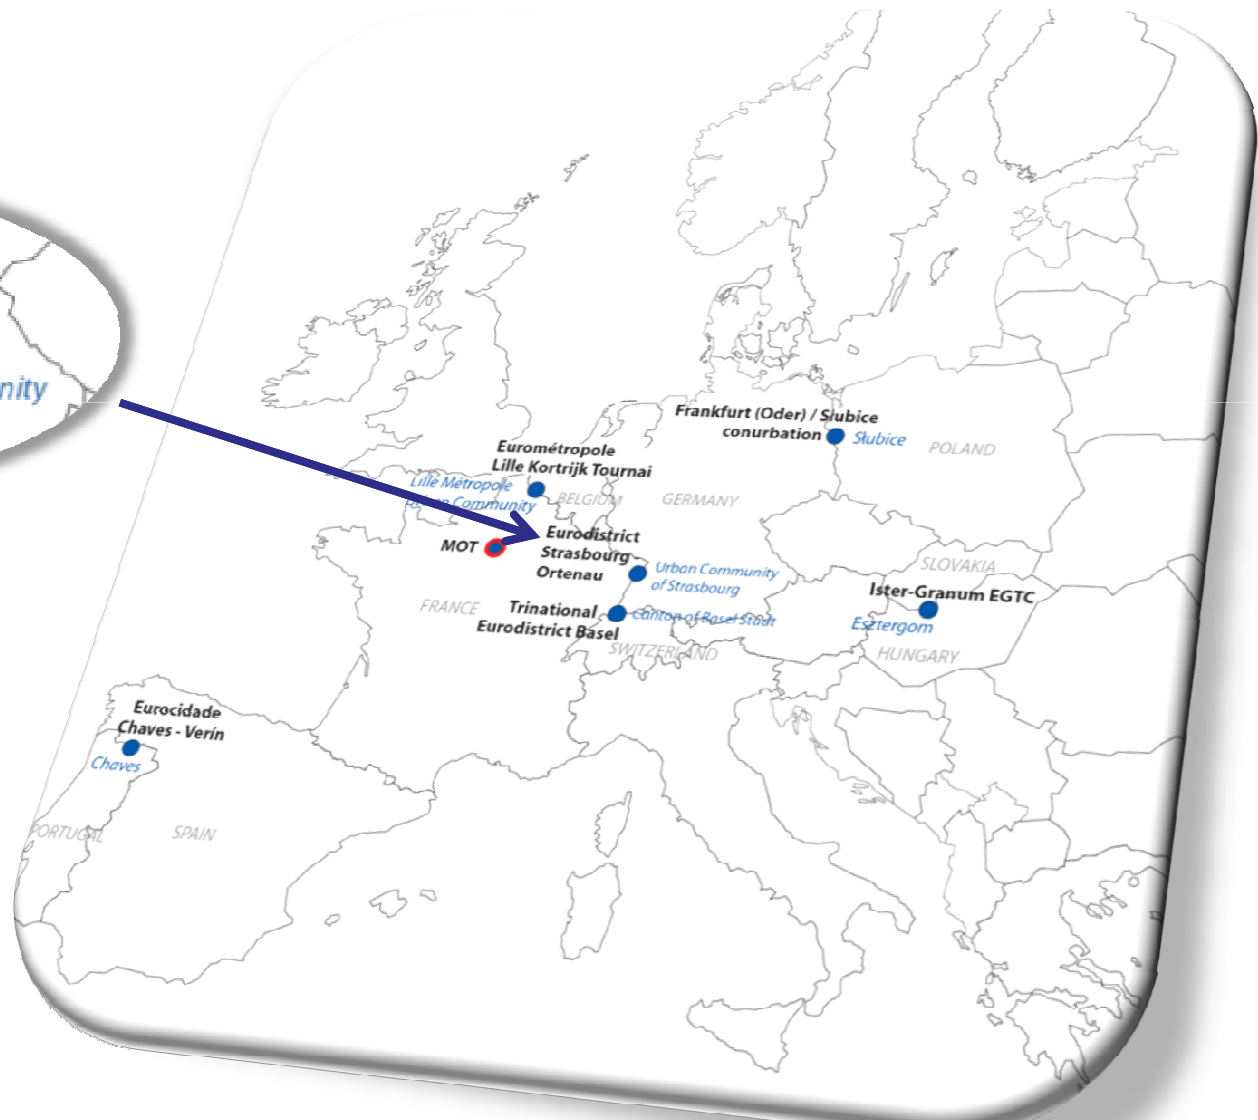 nity
Frankfurt (Oder) / Słubice
conurbation
Słubice
POLAND
Eurométropole
Lille Kortrijk Tournai
Lille Métropole
Urban Community
BELGIUM
GERMANY
MOT
Eurodistrict
Strasbourg -
Ortenau
Urban Community
of Strasbourg
SLOVAKIA
Ister-Granum EGTC
Esztergom
HUNGARY
FRANCE
Trinational
Eurodistrict Basel
Canton of Basel Stadt
SWITZERLAND
Eurocidade
Chaves - Verín
Chaves
PORTUGAL
SPAIN